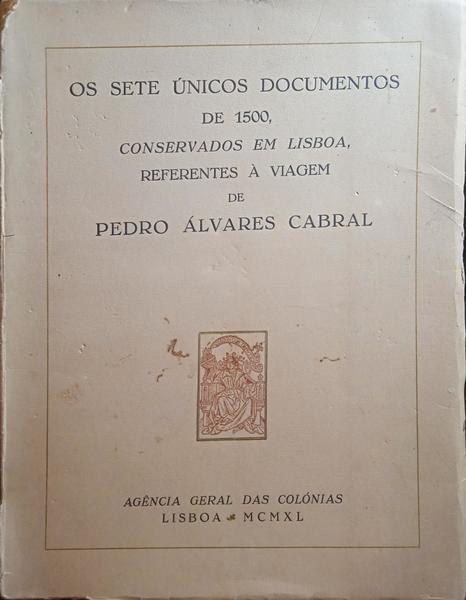 OS SETE ÚNICOS DOCUMENTOS
DE 1500,
CONSERVADOS EM LISBOA,
REFERENTES À VIAGEM
DE
PEDRO ÁLVARES CABRAL
AGÊNCIA GERAL DAS COLÓNIAS
LISBOA MCMXL